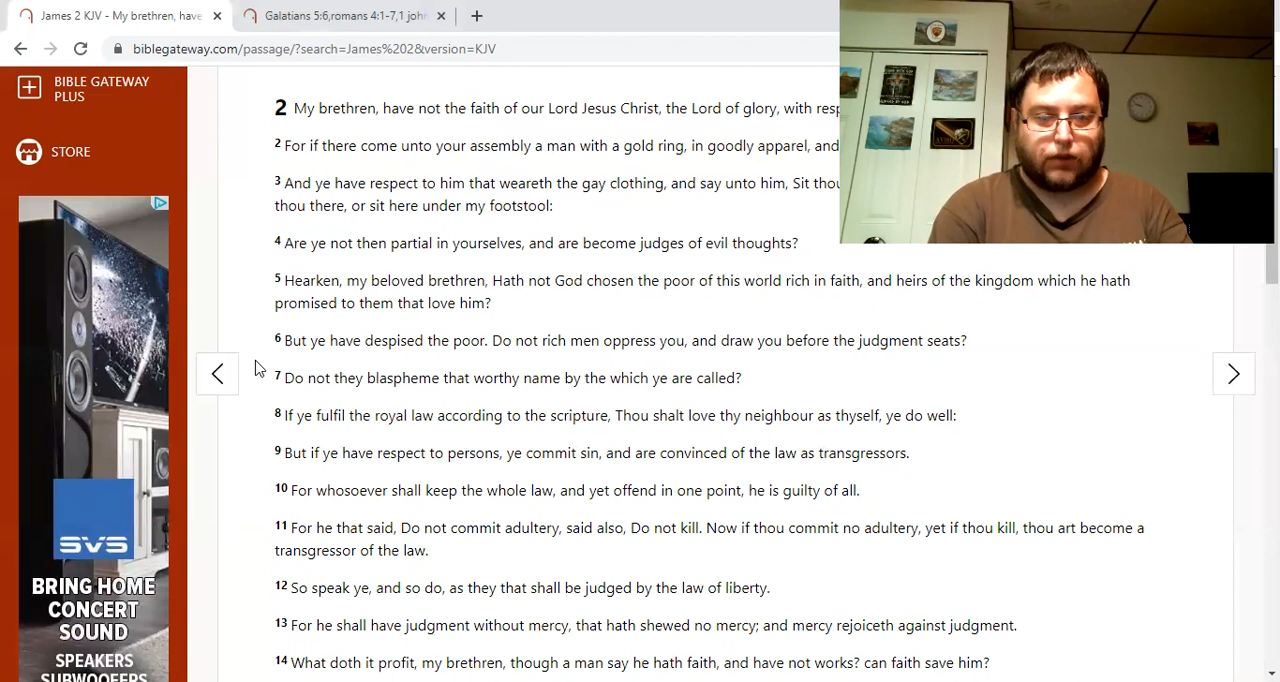 James 2 KJV - My brethren, have
Galatians 5:6,romans 4:1-7,1 joh
biblegateway.com/passage/?search=James%202&version=KJV
BIBLE GATEWAY
PLUS
STORE
2 My brethren, have not the faith of our Lord Jesus Christ, the Lord of glory, with resp
2 For if there come unto your assembly a man with a gold ring, in goodly apparel, and
3 And ye have respect to him that weareth the gay clothing, and say unto him, Sit thou
thou there, or sit here under my footstool:
4 Are ye not then partial in yourselves, and are become judges of evil thoughts?
5 Hearken, my beloved brethren, Hath not God chosen the poor of this world rich in faith, and heirs of the kingdom which he hath
promised to them that love him?
6 But ye have despised the poor. Do not rich men oppress you, and draw you before the judgment seats?
7 Do not they blaspheme that worthy name by the which ye are called?
8 If ye fulfil the royal law according to the scripture, Thou shalt love thy neighbour as thyself, ye do well:
9 But if ye have respect to persons, ye commit sin, and are convinced of the law as transgressors.
10 For whosoever shall keep the whole law, and yet offend in one point, he is guilty of all.
11 For he that said, Do not commit adultery, said also, Do not kill. Now if thou commit no adultery, yet if thou kill, thou art become a
transgressor of the law.
12 So speak ye, and so do, as they that shall be judged by the law of liberty.
13 For he shall have judgment without mercy, that hath shewed no mercy; and mercy rejoiceth against judgment.
14 What doth it profit, my brethren, though a man say he hath faith, and have not works? can faith save him?
SVS
BRING HOME
CONCERT
SOUND
SPEAKERS
SUBWOOFERS